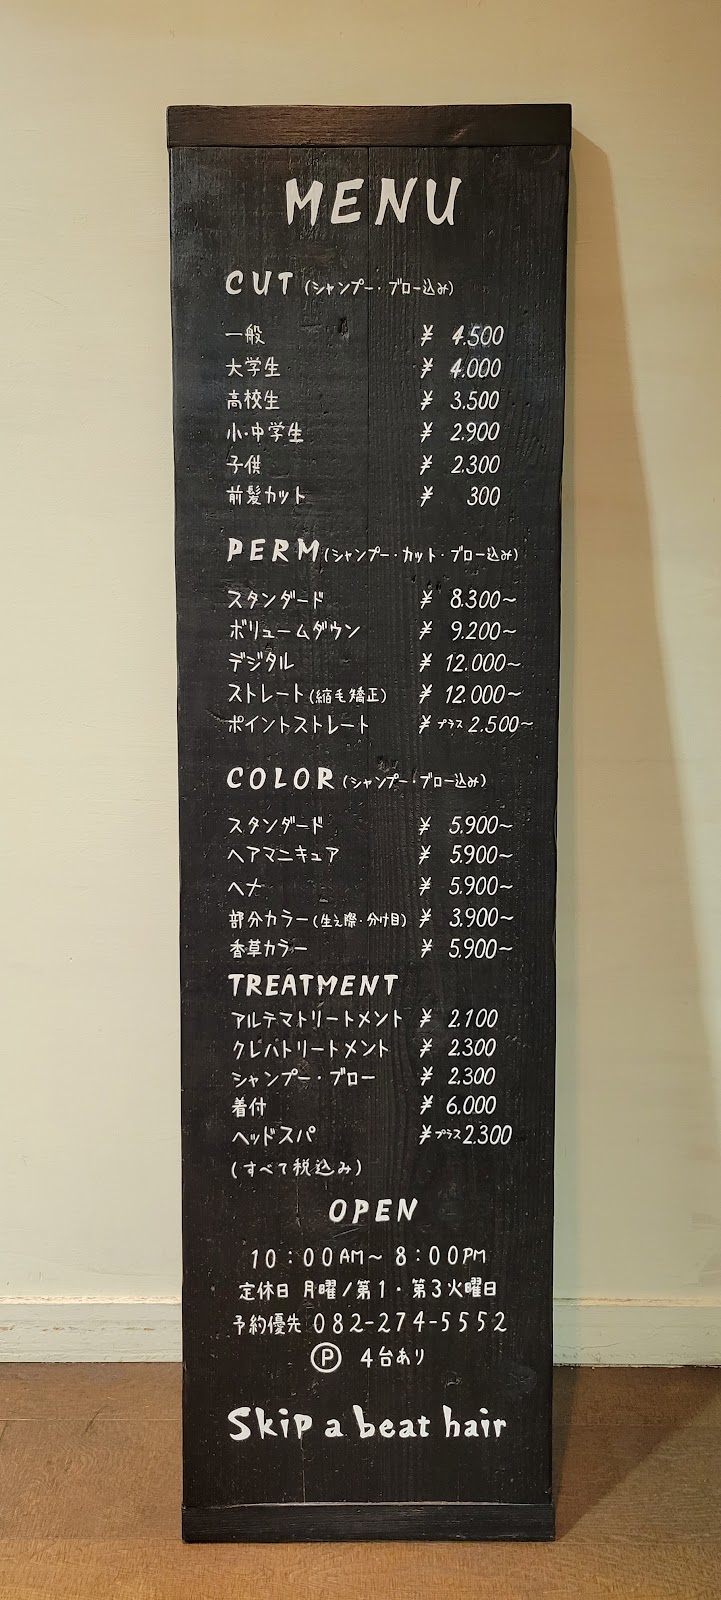 MENU
CUT (シャンプー・ブロー込み)
一般 ¥ 4.500
大学生 ¥ 4.000
高校生 ¥ 3.500
小・中学生 ¥ 2.900
子供 ¥ 2.300
前髪カット ¥ 300
PERM (シャンプー・カット・ブロー込み)
スタンダード ¥ 8.300~
ボリュームダウン ¥ 9.200~
デジタル ¥ 12.000~
ストレート(縮毛矯正) ¥ 12.000~
ポイントストレート ¥プラス 2.500~
COLOR (シャンプー・ブロー込み)
スタンダード ¥ 5.900~
ヘアマニキュア ¥ 5.900~
ヘナ ¥ 5.900~
部分カラー(生え際・分け目) ¥ 3.900~
香草カラー ¥ 5.900~
TREATMENT
アルテマトリートメント ¥ 2.100
クレハトリートメント ¥ 2.300
シャンプー・ブロー ¥ 2.300
着付 ¥ 6.000
ヘッドスパ ¥プラス2.300
(すべて税込み)
OPEN
10:00AM~ 8:00PM
定休日 月曜/第1・第3火曜日
予約優先 082-274-5552
Ⓟ 4台あり
Skip a beat hair